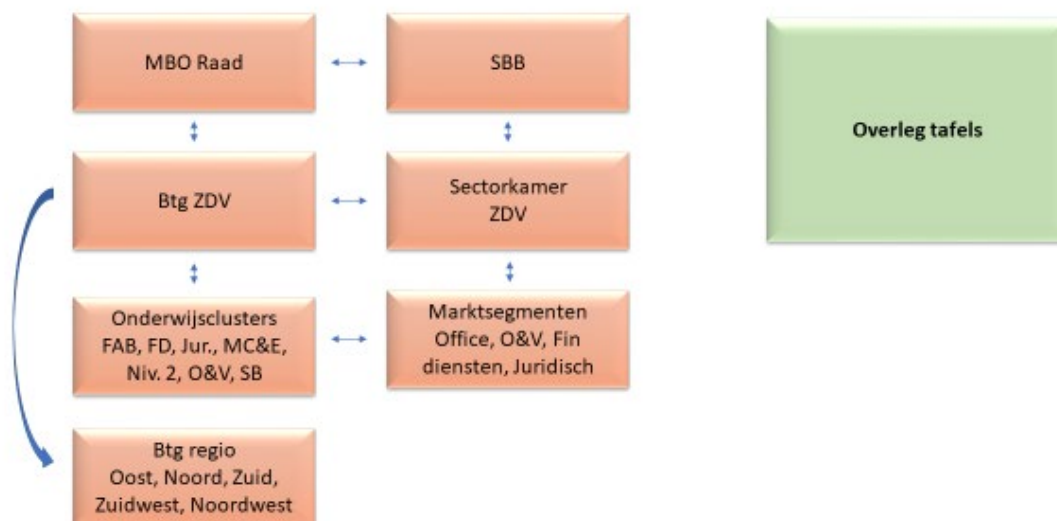 MBO Raad
SBB
Overleg tafels
Btg ZDV
Sectorkamer
ZDV
Onderwijsclusters
FAB, FD, Jur., MC&E,
Niv. 2, O&V, SB
Marktsegmenten
Office, O&V, Fin
diensten, Juridisch
Btg regio
Oost, Noord, Zuid,
Zuidwest, Noordwest